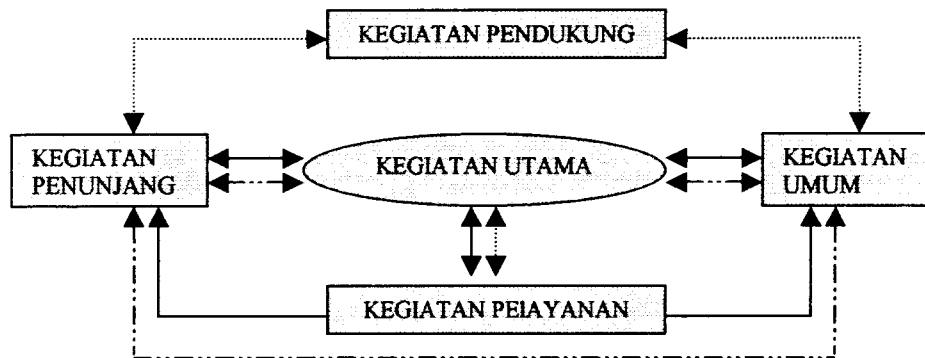 KEGIATAN PENDUKUNG
KEGIATAN
PENUNJANG
KEGIATAN UTAMA
KEGIATAN
UMUM
KEGIATAN PELAYANAN